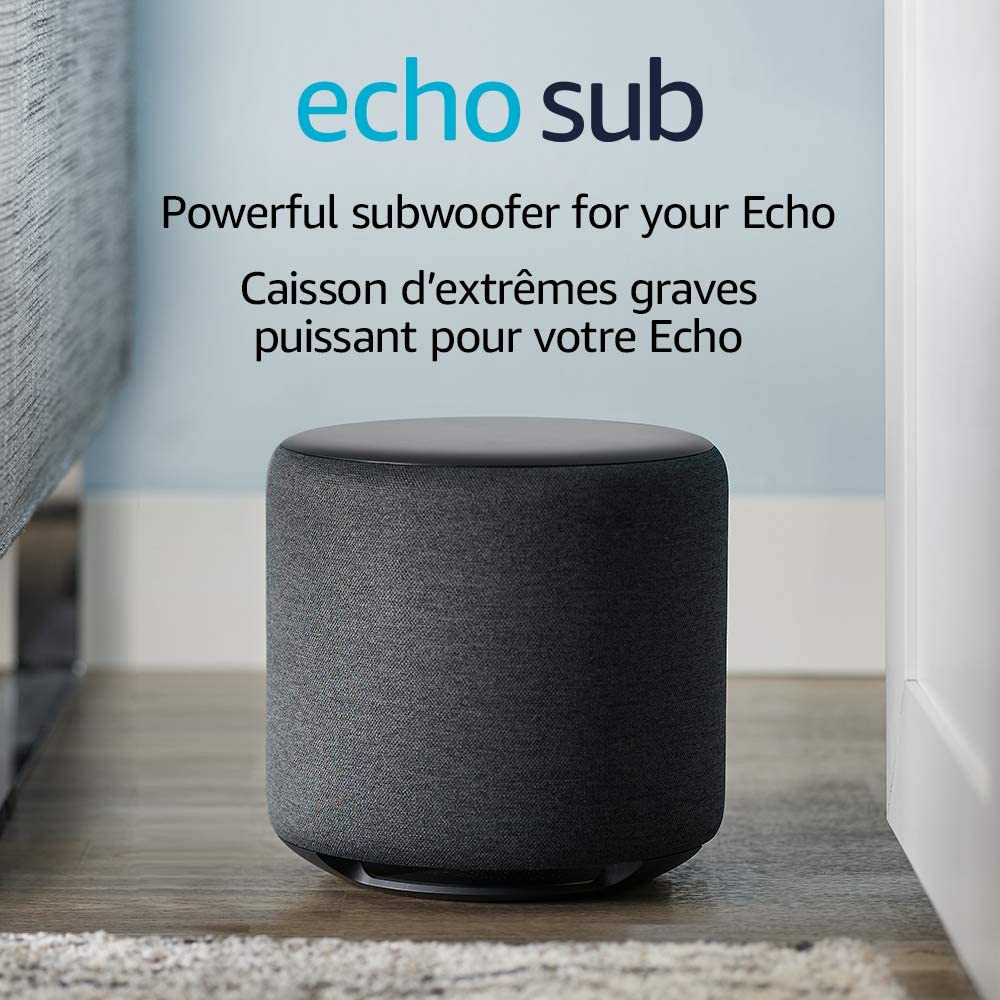 echo sub
Powerful subwoofer for your Echo
Caisson d’extrêmes graves
puissant pour votre Echo